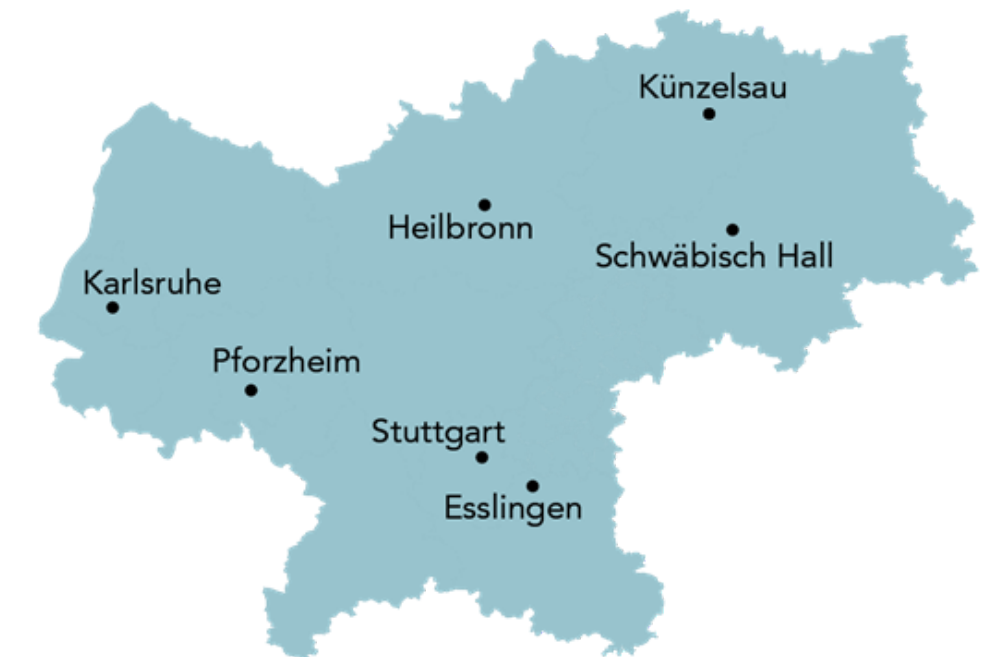 Künzelsau
Heilbronn
Schwäbisch Hall
Karlsruhe
Pforzheim
Stuttgart
Esslingen